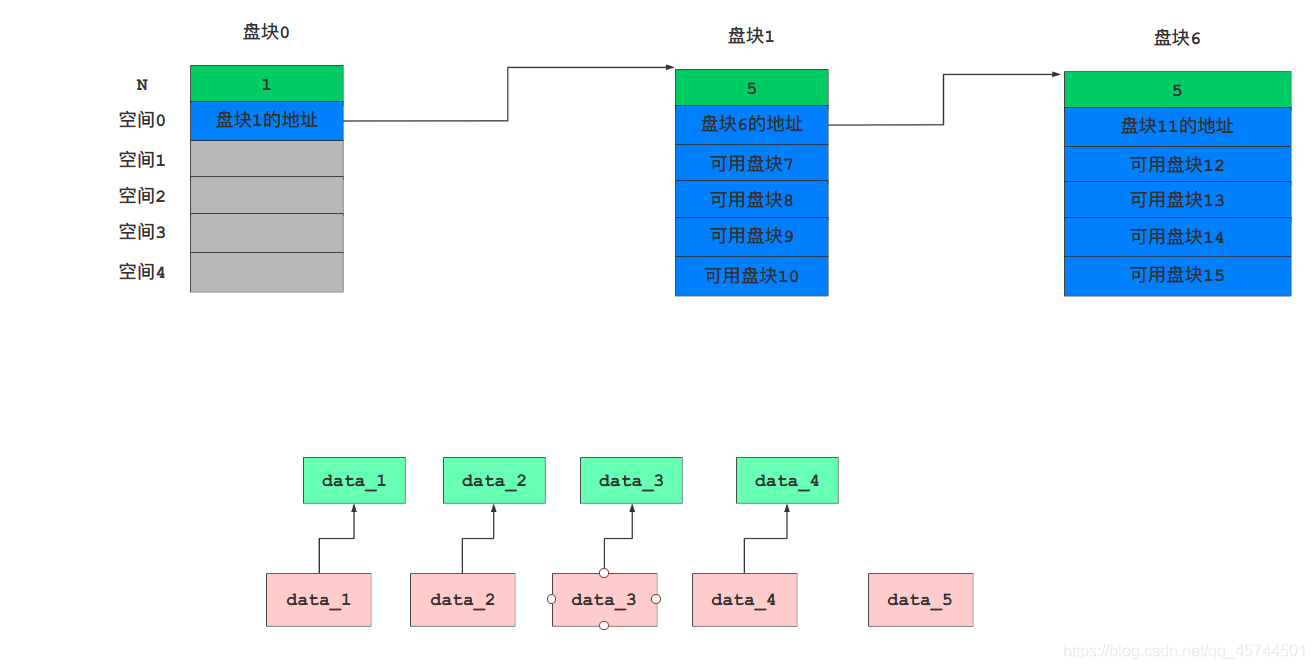 盘块0
盘块1
盘块6
N
1
5
5
空间0
盘块1的地址
盘块6的地址
盘块11的地址
空间1
可用盘块7
可用盘块12
空间2
可用盘块8
可用盘块13
空间3
可用盘块9
可用盘块14
空间4
可用盘块10
可用盘块15
data_1
data_2
data_3
data_4
data_1
data_2
data_3
data_4
data_5
https://blog.csdn.net/qq_45744501